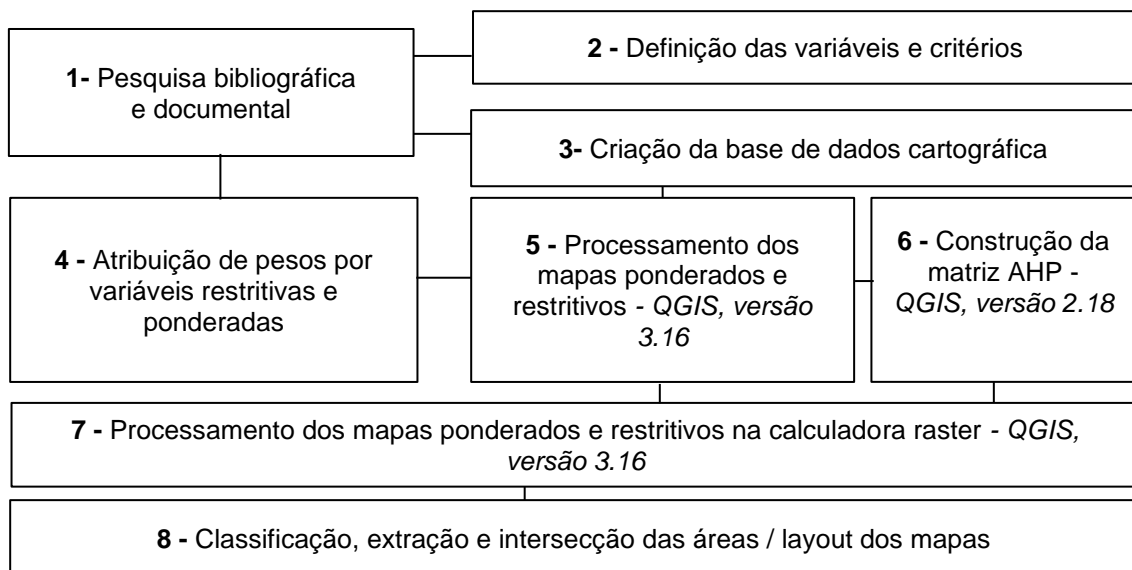 1- Pesquisa bibliográfica
e documental
2 - Definição das variáveis e critérios
3- Criação da base de dados cartográfica
4 - Atribuição de pesos por
variáveis restritivas e
ponderadas
5 - Processamento dos
mapas ponderados e
restritivos - QGIS, versão
3.16
6 - Construção da
matriz AHP -
QGIS, versão 2.18
7 - Processamento dos mapas ponderados e restritivos na calculadora raster - QGIS,
versão 3.16
8 - Classificação, extração e intersecção das áreas / layout dos mapas